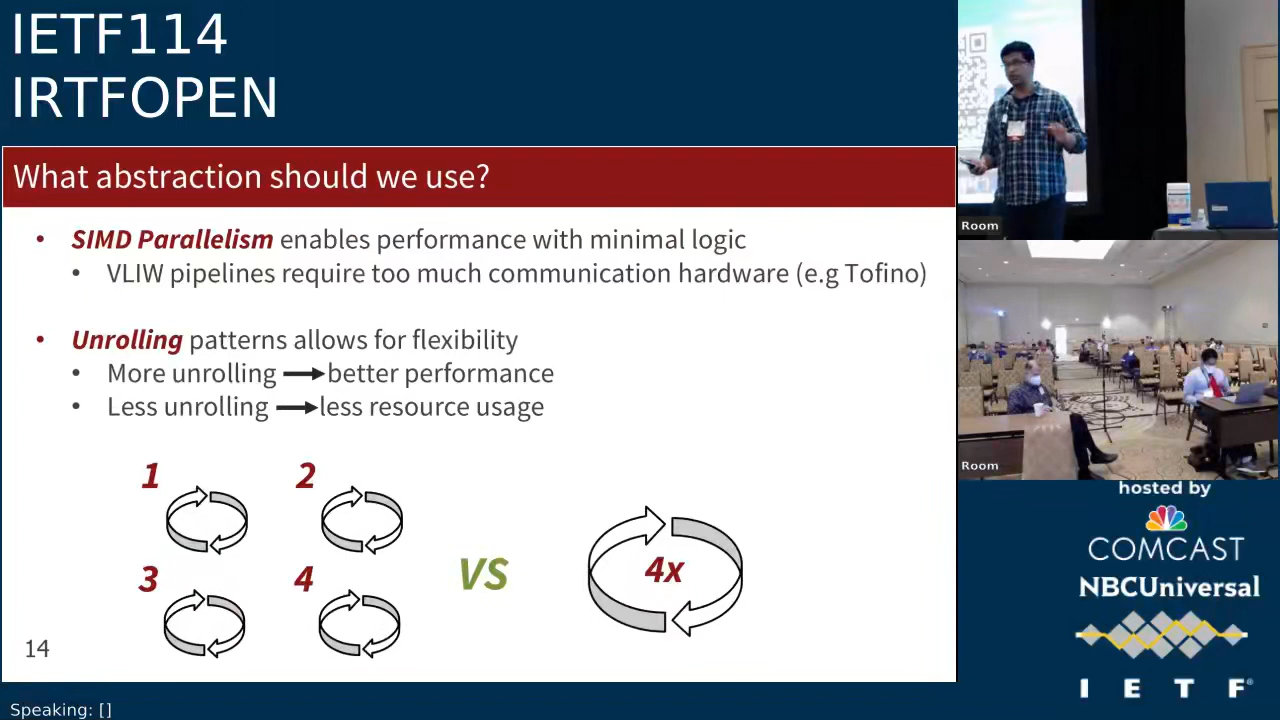 IETF114
IRTFOPEN
What abstraction should we use?
• SIMD Parallelism enables performance with minimal logic
• VLIW pipelines require too much communication hardware (e.g Tofino)
• Unrolling patterns allows for flexibility
• More unrolling → better performance
• Less unrolling → less resource usage
1
2
3
4
VS
4x
14
Speaking: []
Room
Room
hosted by
COMCAST
NBCUniversal
I E T F®